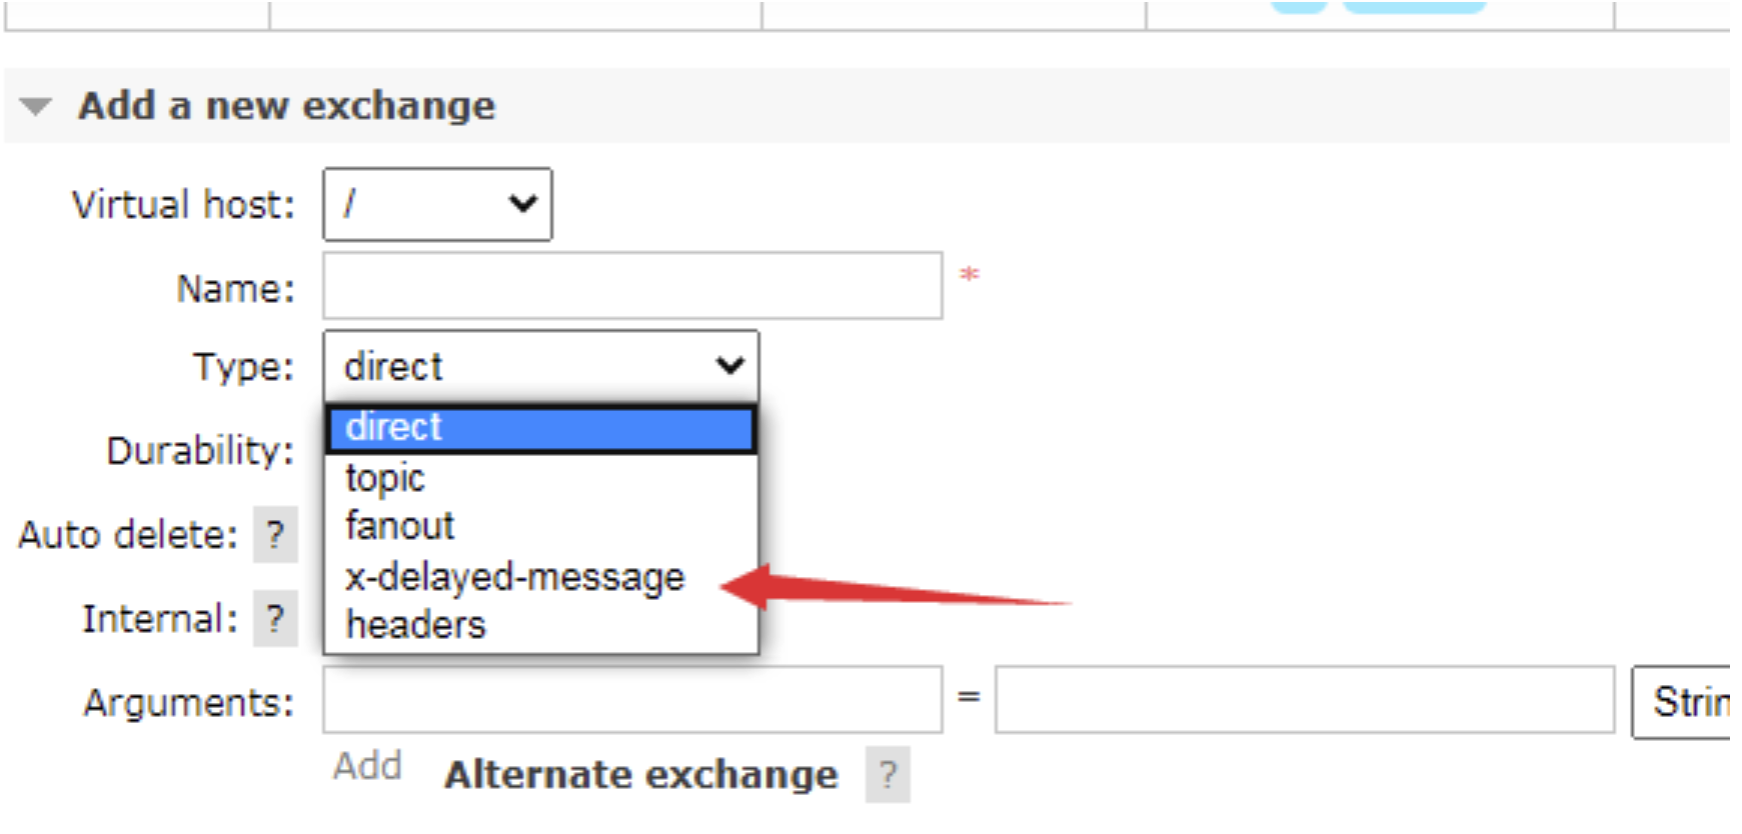 Add a new exchange
Virtual host: /
Name: *
Type: direct
direct
Durability:
topic
fanout
Auto delete: ?
x-delayed-message
Internal: ?
headers
Arguments: =
Add Alternate exchange ?